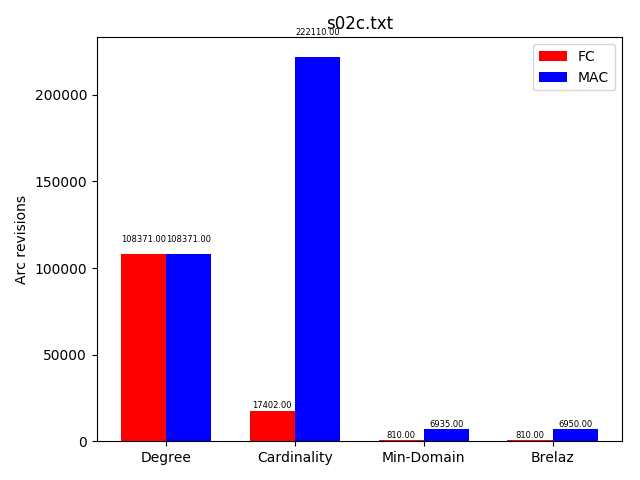 s02c.txt
222110.00
FC
MAC
200000
150000
108371.00 108371.00
100000
50000
17402.00
6935.00
6950.00
810.00
810.00
0
Degree Cardinality Min-Domain Brelaz
Arc revisions